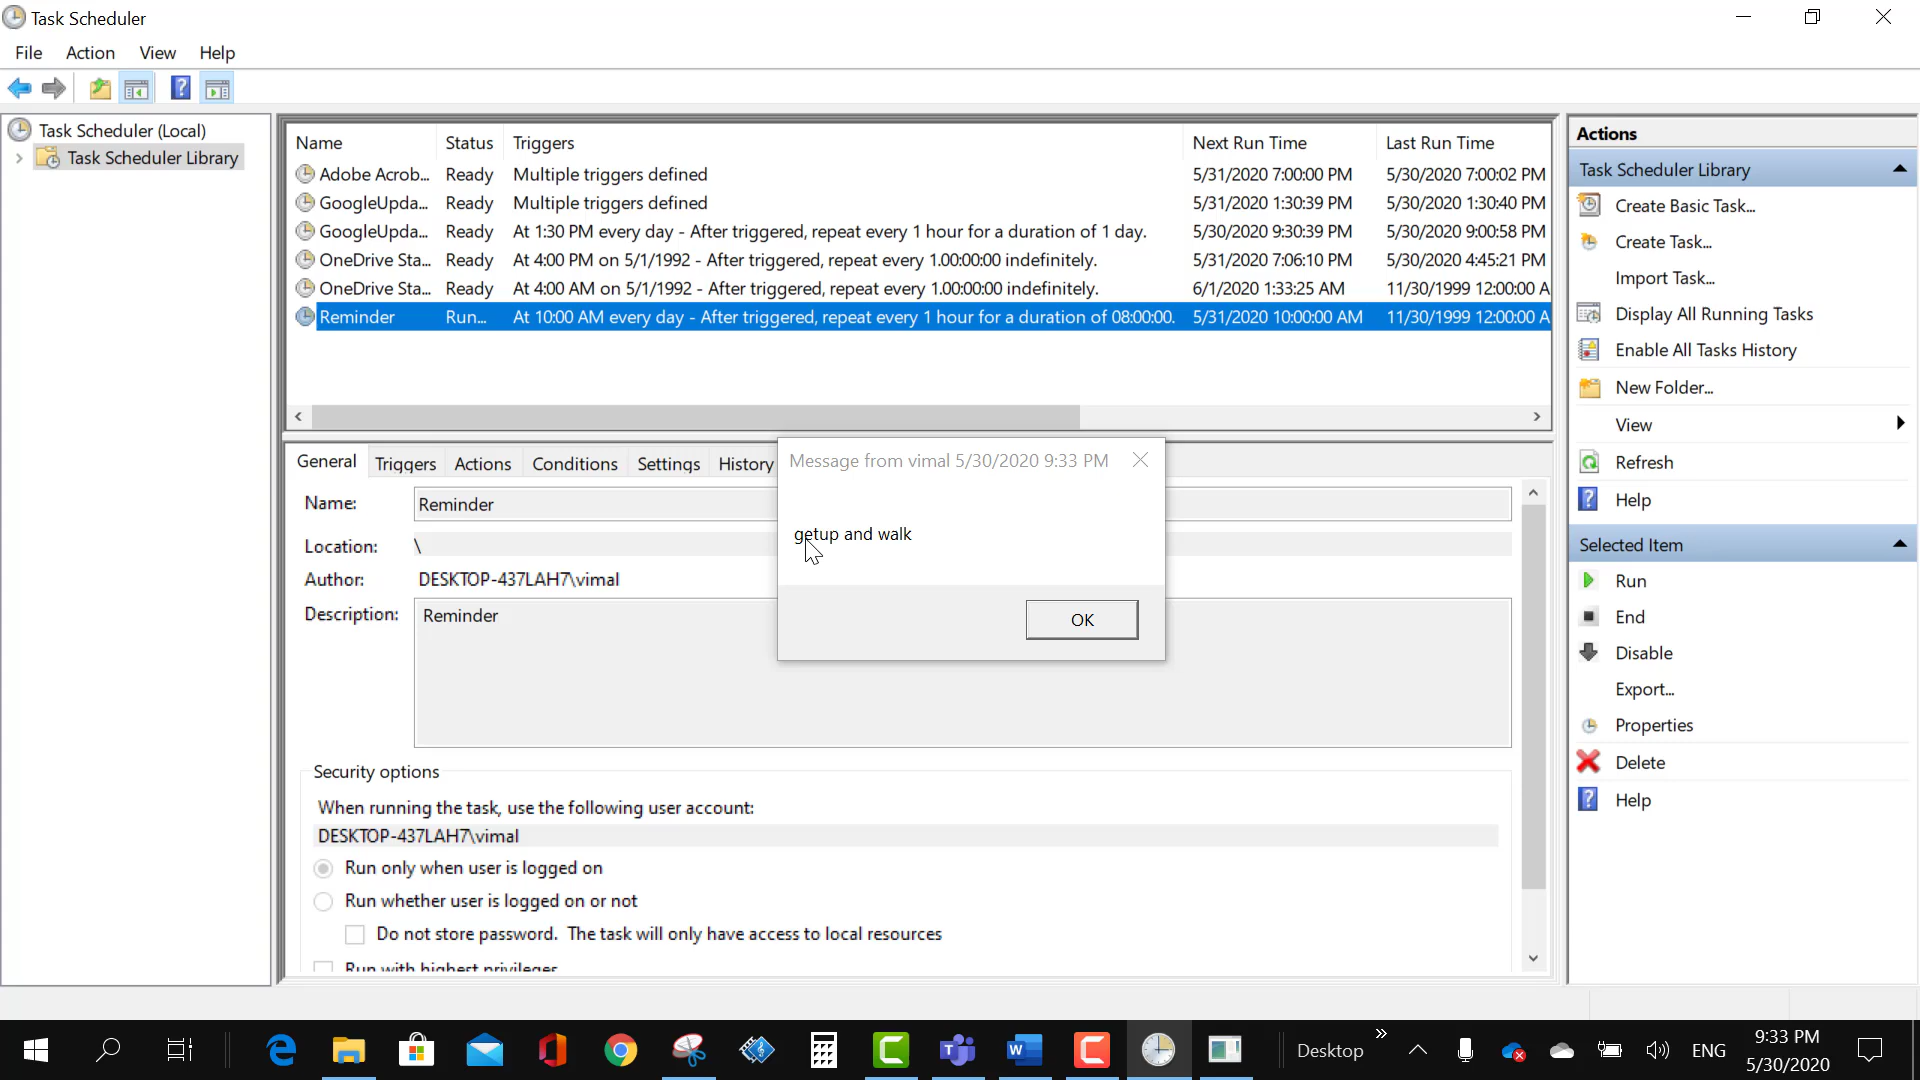 Task Scheduler
File Action View Help
Task Scheduler (Local)
Task Scheduler Library
Name Status Triggers Next Run Time Last Run Time
Adobe Acrob... Ready Multiple triggers defined 5/31/2020 7:00:00 PM 5/30/2020 7:00:02 PM
GoogleUpda... Ready Multiple triggers defined 5/31/2020 1:30:39 PM 5/30/2020 1:30:40 PM
GoogleUpda... Ready At 1:30 PM every day - After triggered, repeat every 1 hour for a duration of 1 day. 5/30/2020 9:30:39 PM 5/30/2020 9:00:58 PM
OneDrive Sta... Ready At 4:00 PM on 5/1/1992 - After triggered, repeat every 1.00:00:00 indefinitely. 5/31/2020 7:06:10 PM 5/30/2020 4:45:21 PM
OneDrive Sta... Ready At 4:00 AM on 5/1/1992 - After triggered, repeat every 1.00:00:00 indefinitely. 6/1/2020 1:33:25 AM 11/30/1999 12:00:00 A
Reminder Run... At 10:00 AM every day - After triggered, repeat every 1 hour for a duration of 08:00:00. 5/31/2020 10:00:00 AM 11/30/1999 12:00:00 A
General Triggers Actions Conditions Settings History
Name: Reminder
Location: \
Author: DESKTOP-437LAH7\vimal
Description: Reminder
Security options
When running the task, use the following user account:
DESKTOP-437LAH7\vimal
Run only when user is logged on
Run whether user is logged on or not
Do not store password. The task will only have access to local resources
Run with highest privileges
Message from vimal 5/30/2020 9:33 PM
getup and walk
OK
Actions
Task Scheduler Library
Create Basic Task...
Create Task...
Import Task...
Display All Running Tasks
Enable All Tasks History
New Folder...
View
Refresh
Help
Selected Item
Run
End
Disable
Export...
Properties
Delete
Help
Desktop
ENG
9:33 PM
5/30/2020